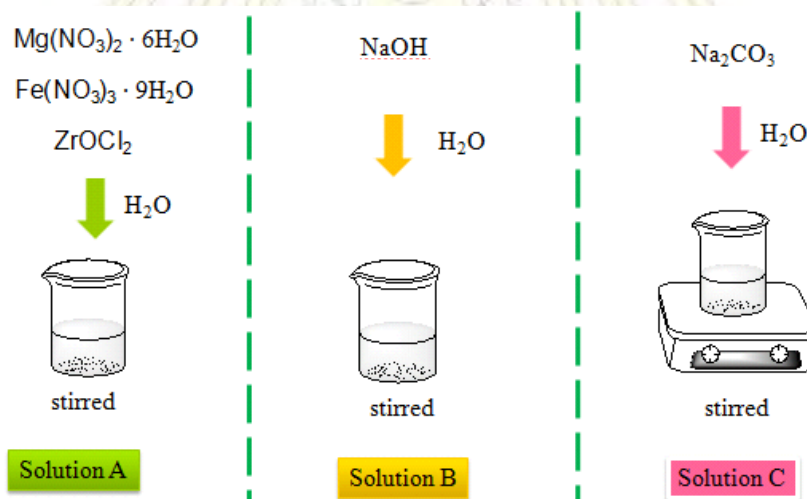 Mg(NO₃)₂ · 6H₂O
Fe(NO₃)₃ · 9H₂O
ZrOCl₂
H₂O
stirred
Solution A
NaOH
H₂O
stirred
Solution B
Na₂CO₃
H₂O
stirred
Solution C